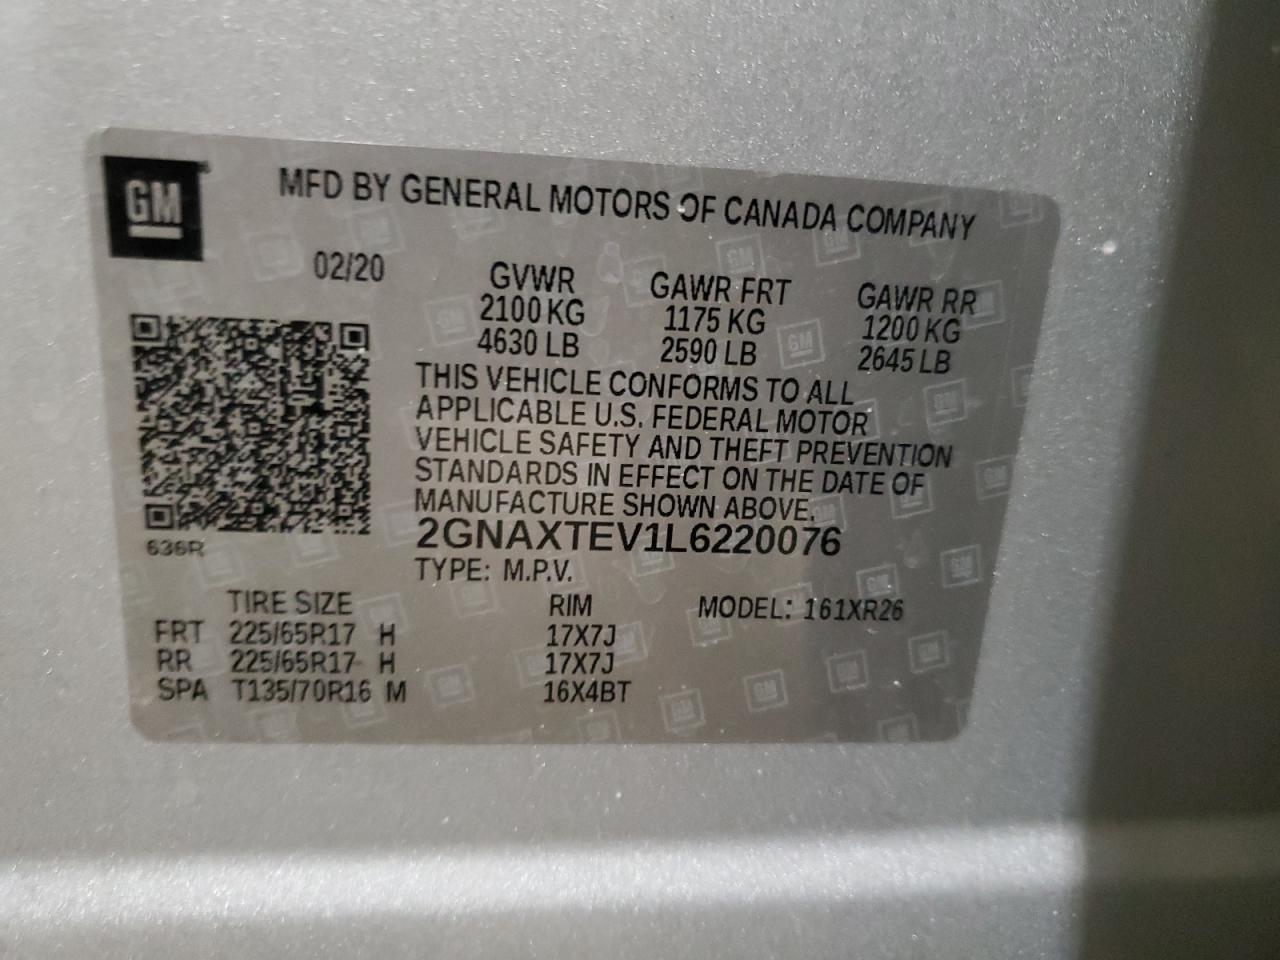 GM
MFD BY GENERAL MOTORS OF CANADA COMPANY
02/20
GVWR GAWR FRT GAWR RR
2100 KG 1175 KG 1200 KG
4630 LB 2590 LB 2645 LB
THIS VEHICLE CONFORMS TO ALL
APPLICABLE U.S. FEDERAL MOTOR
VEHICLE SAFETY AND THEFT PREVENTION
STANDARDS IN EFFECT ON THE DATE OF
MANUFACTURE SHOWN ABOVE.
2GNAXTEV1L6220076
636R
TYPE: M.P.V.
TIRE SIZE RIM MODEL: 161XR26
FRT 225/65R17 H 17X7J
RR 225/65R17 H 17X7J
SPA T135/70R16 M 16X4BT